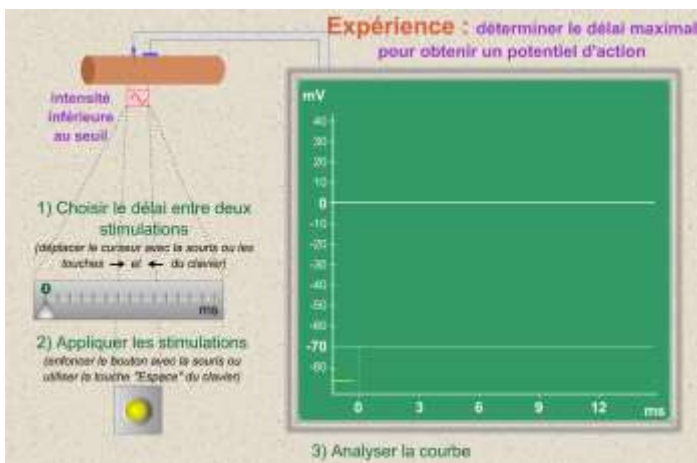 Expérience : déterminer le délai maximal
pour obtenir un potentiel d'action
Intensité
inférieure
au seuil
1) Choisir le délai entre deux
stimulations
(déplacer le curseur avec la souris ou les
touches → et ← du clavier)
0
ms
2) Appliquer les stimulations
(enfoncer le bouton avec la souris ou
utiliser la touche "Espace" du clavier)
mV
40
30
20
10
0
-10
-20
-30
-40
-50
-60
-70
-80
0 3 6 9 12 ms
3) Analyser la courbe